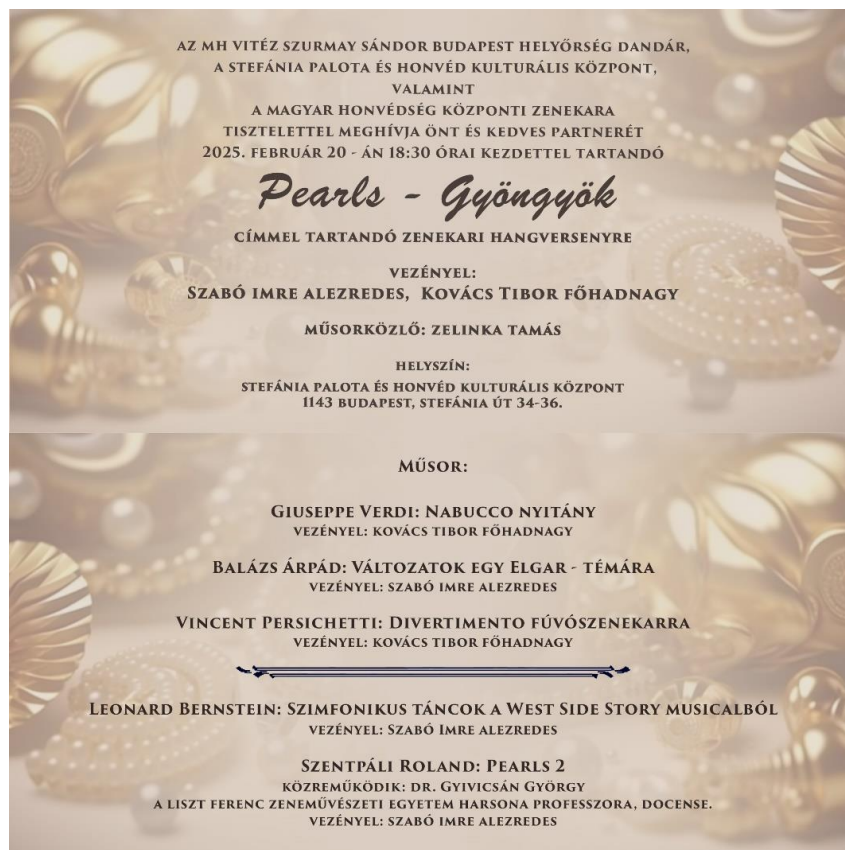 AZ MH VITÉZ SZURMAY SÁNDOR BUDAPEST HELYŐRSÉG DANDÁR,
A STEFÁNIA PALOTA ÉS HONVÉD KULTURÁLIS KÖZPONT,
VALAMINT
A MAGYAR HONVÉDSÉG KÖZPONTI ZENEKARA
TISZTELETTEL MEGHÍVJA ÖNT ÉS KEDVES PARTNERÉT
2025. FEBRUÁR 20 - ÁN 18:30 ÓRAI KEZDETTEL TARTANDÓ
Pearls - Gyöngyök
CÍMMEL TARTANDÓ ZENEKARI HANGVERSENYRE
VEZÉNYEL:
SZABÓ IMRE ALEZREDES, KOVÁCS TIBOR FŐHADNAGY
MŰSORKÖZLŐ: ZELINKA TAMÁS
HELYSZÍN:
STEFÁNIA PALOTA ÉS HONVÉD KULTURÁLIS KÖZPONT
1143 BUDAPEST, STEFÁNIA ÚT 34-36.
MŰSOR:
GIUSEPPE VERDI: NABUCCO NYITÁNY
VEZÉNYEL: KOVÁCS TIBOR FŐHADNAGY
BALÁZS ÁRPÁD: VÁLTOZATOK EGY ELGAR - TÉMÁRA
VEZÉNYEL: SZABÓ IMRE ALEZREDES
VINCENT PERSICHETTI: DIVERTIMENTO FÚVÓSZENEKARRA
VEZÉNYEL: KOVÁCS TIBOR FŐHADNAGY
LEONARD BERNSTEIN: SZIMFONIKUS TÁNCOK A WEST SIDE STORY MUSICALBÓL
VEZÉNYEL: SZABÓ IMRE ALEZREDES
SZENTPÁLI ROLAND: PEARLS 2
KÖZREMŰKÖDIK: DR. GYIVICSÁN GYÖRGY
A LISZT FERENC ZENEMŰVÉSZETI EGYETEM HARSONA PROFESSZORA, DOCENSE.
VEZÉNYEL: SZABÓ IMRE ALEZREDES